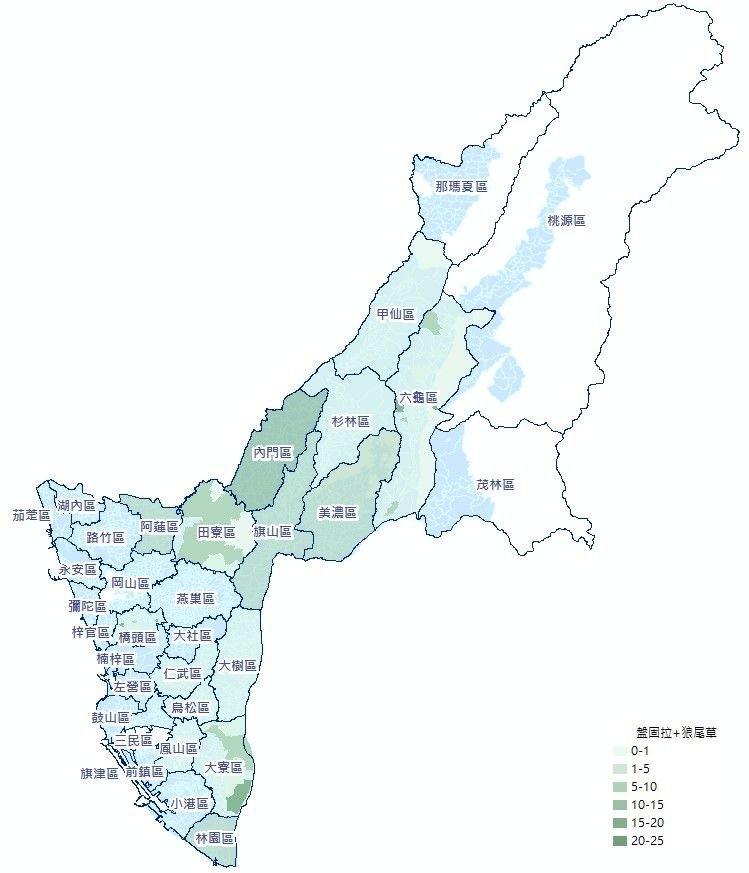 那瑪夏區
桃源區
甲仙區
六龜區
杉林區
內門區
茂林區
湖內區
茄萣區
美濃區
阿蓮區
田寮區
旗山區
路竹區
永安區
岡山區
燕巢區
彌陀區
梓官區
橋頭區
大社區
楠梓區
大樹區
仁武區
左營區
鳥松區
鼓山區
三民區
鳳山區
旗津區
前鎮區
大寮區
小港區
林園區
盤固拉+狼尾草
0-1
1-5
5-10
10-15
15-20
20-25